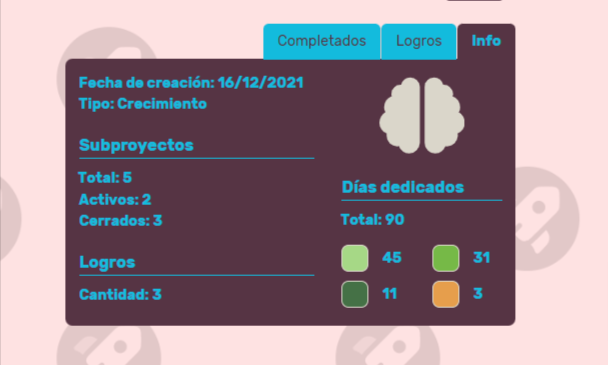 Completados
Logros
Info
Fecha de creación: 16/12/2021
Tipo: Crecimiento
Subproyectos
Total: 5
Activos: 2
Cerrados: 3
Logros
Cantidad: 3
Días dedicados
Total: 90
45
31
11
3